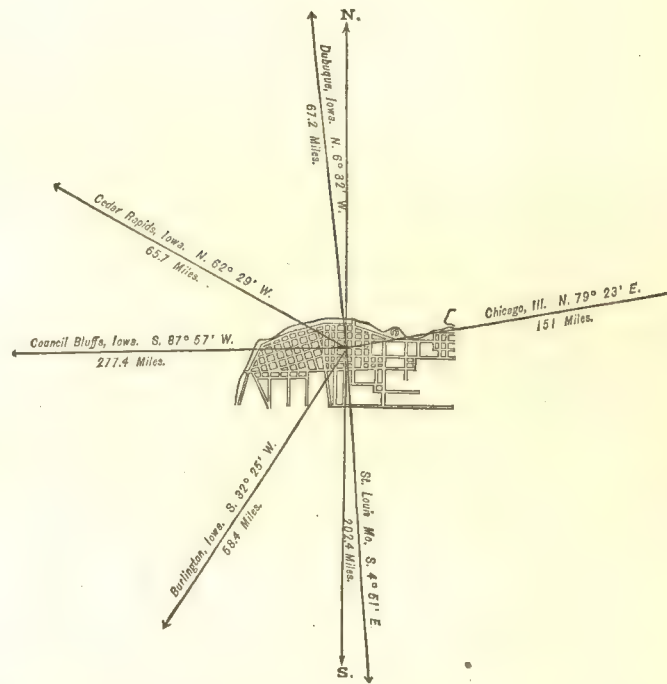 N.
Dubuque, Iowa. N. 6° 32' W.
67.2 Miles.
Cedar Rapids, Iowa. N. 62° 29' W.
65.7 Miles.
Chicago, Ill. N. 79° 23' E.
151 Miles.
Council Bluffs, Iowa. S. 87° 57' W.
277.4 Miles.
Burlington, Iowa. S. 32° 25' W.
58.4 Miles.
St. Louis Mo. S. 4° 51' E.
202.4 Miles.
S.